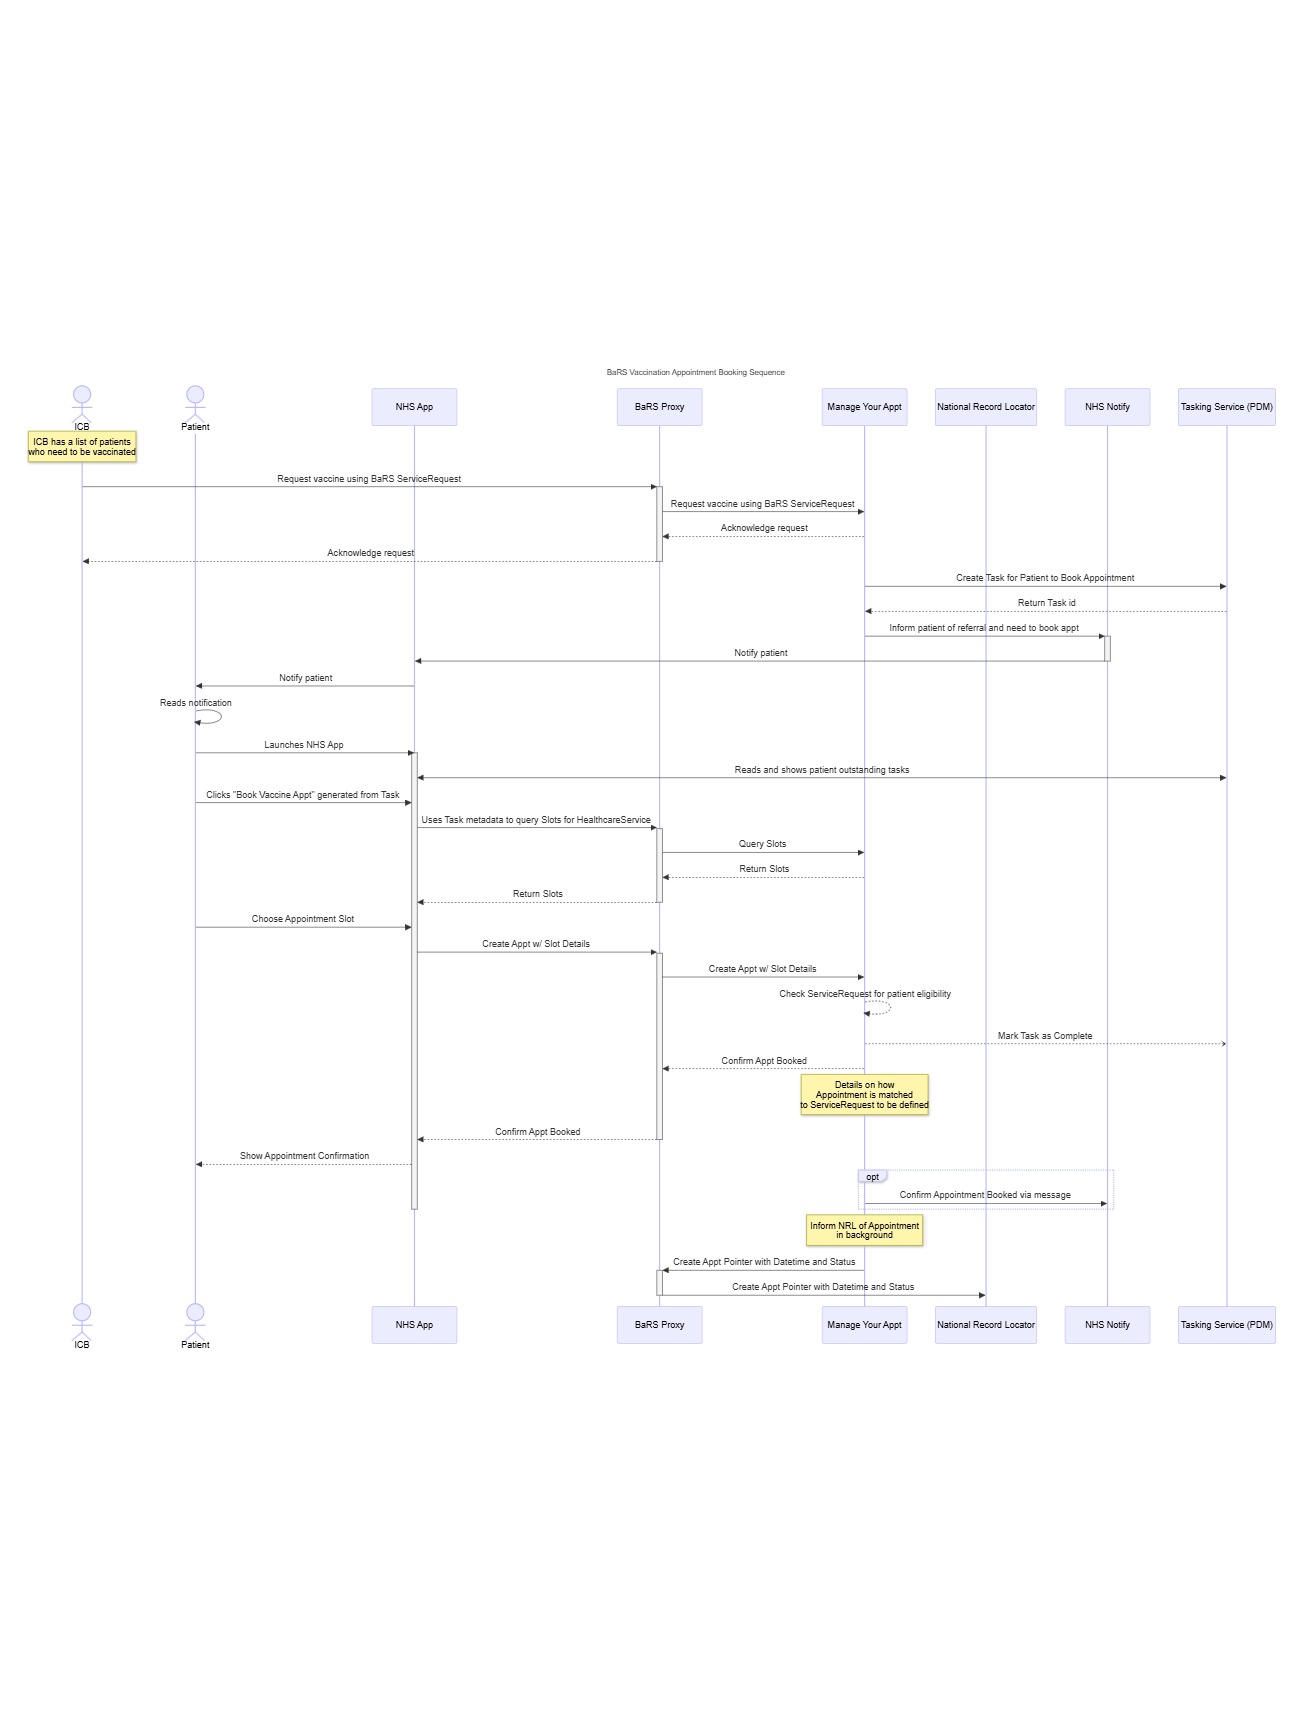 BaRS Vaccination Appointment Booking Sequence
ICB
Patient
NHS App
BaRS Proxy
Manage Your Appt
National Record Locator
NHS Notify
Tasking Service (PDM)
ICB has a list of patients
who need to be vaccinated
Request vaccine using BaRS ServiceRequest
Request vaccine using BaRS ServiceRequest
Acknowledge request
Acknowledge request
Create Task for Patient to Book Appointment
Return Task id
Inform patient of referral and need to book appt
Notify patient
Notify patient
Reads notification
Launches NHS App
Reads and shows patient outstanding tasks
Clicks "Book Vaccine Appt" generated from Task
Uses Task metadata to query Slots for HealthcareService
Query Slots
Return Slots
Return Slots
Choose Appointment Slot
Create Appt w/ Slot Details
Create Appt w/ Slot Details
Check ServiceRequest for patient eligibility
Mark Task as Complete
Confirm Appt Booked
Details on how
Appointment is matched
to ServiceRequest to be defined
Confirm Appt Booked
Show Appointment Confirmation
opt
Confirm Appointment Booked via message
Inform NRL of Appointment
in background
Create Appt Pointer with Datetime and Status
Create Appt Pointer with Datetime and Status
ICB
Patient
NHS App
BaRS Proxy
Manage Your Appt
National Record Locator
NHS Notify
Tasking Service (PDM)